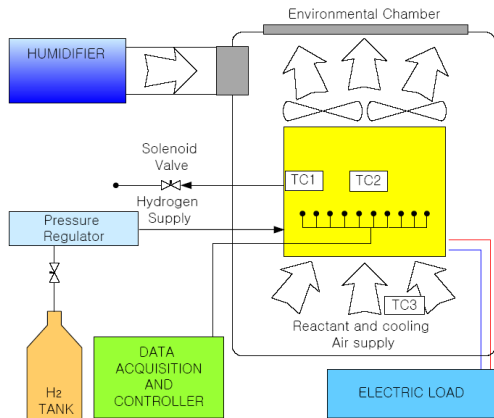 Environmental Chamber
HUMIDIFIER
Solenoid
Valve
TC1
TC2
Hydrogen
Supply
Pressure
Regulator
TC3
Reactant and cooling
Air supply
H2
TANK
DATA
ACQUISITION
AND
CONTROLLER
ELECTRIC LOAD